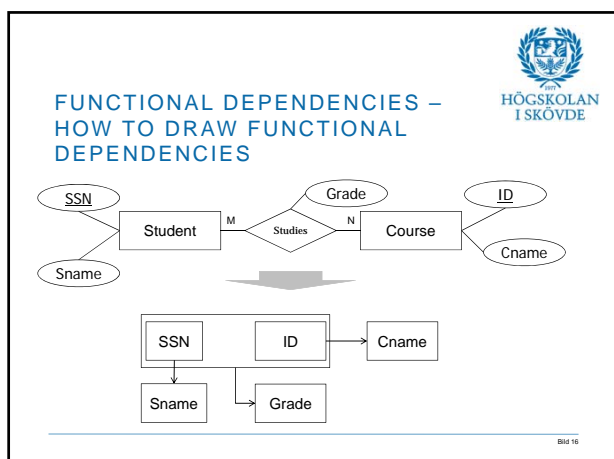 FUNCTIONAL DEPENDENCIES –
HOW TO DRAW FUNCTIONAL
DEPENDENCIES
1977
HÖGSKOLAN
I SKÖVDE
SSN
Sname
Student
M
Grade
Studies
N
Course
ID
Cname
SSN
ID
Cname
Sname
Grade
Bild 16